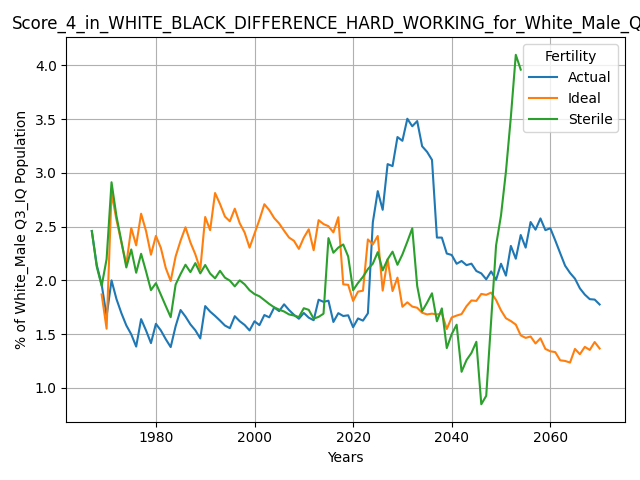 Score_4_in_WHITE_BLACK_DIFFERENCE_HARD_WORKING_for_White_Male_Q
4.0
3.5
3.0
2.5
2.0
1.5
1.0
% of White_Male Q3_IQ Population
Fertility
Actual
Ideal
Sterile
1980
2000
2020
2040
2060
Years